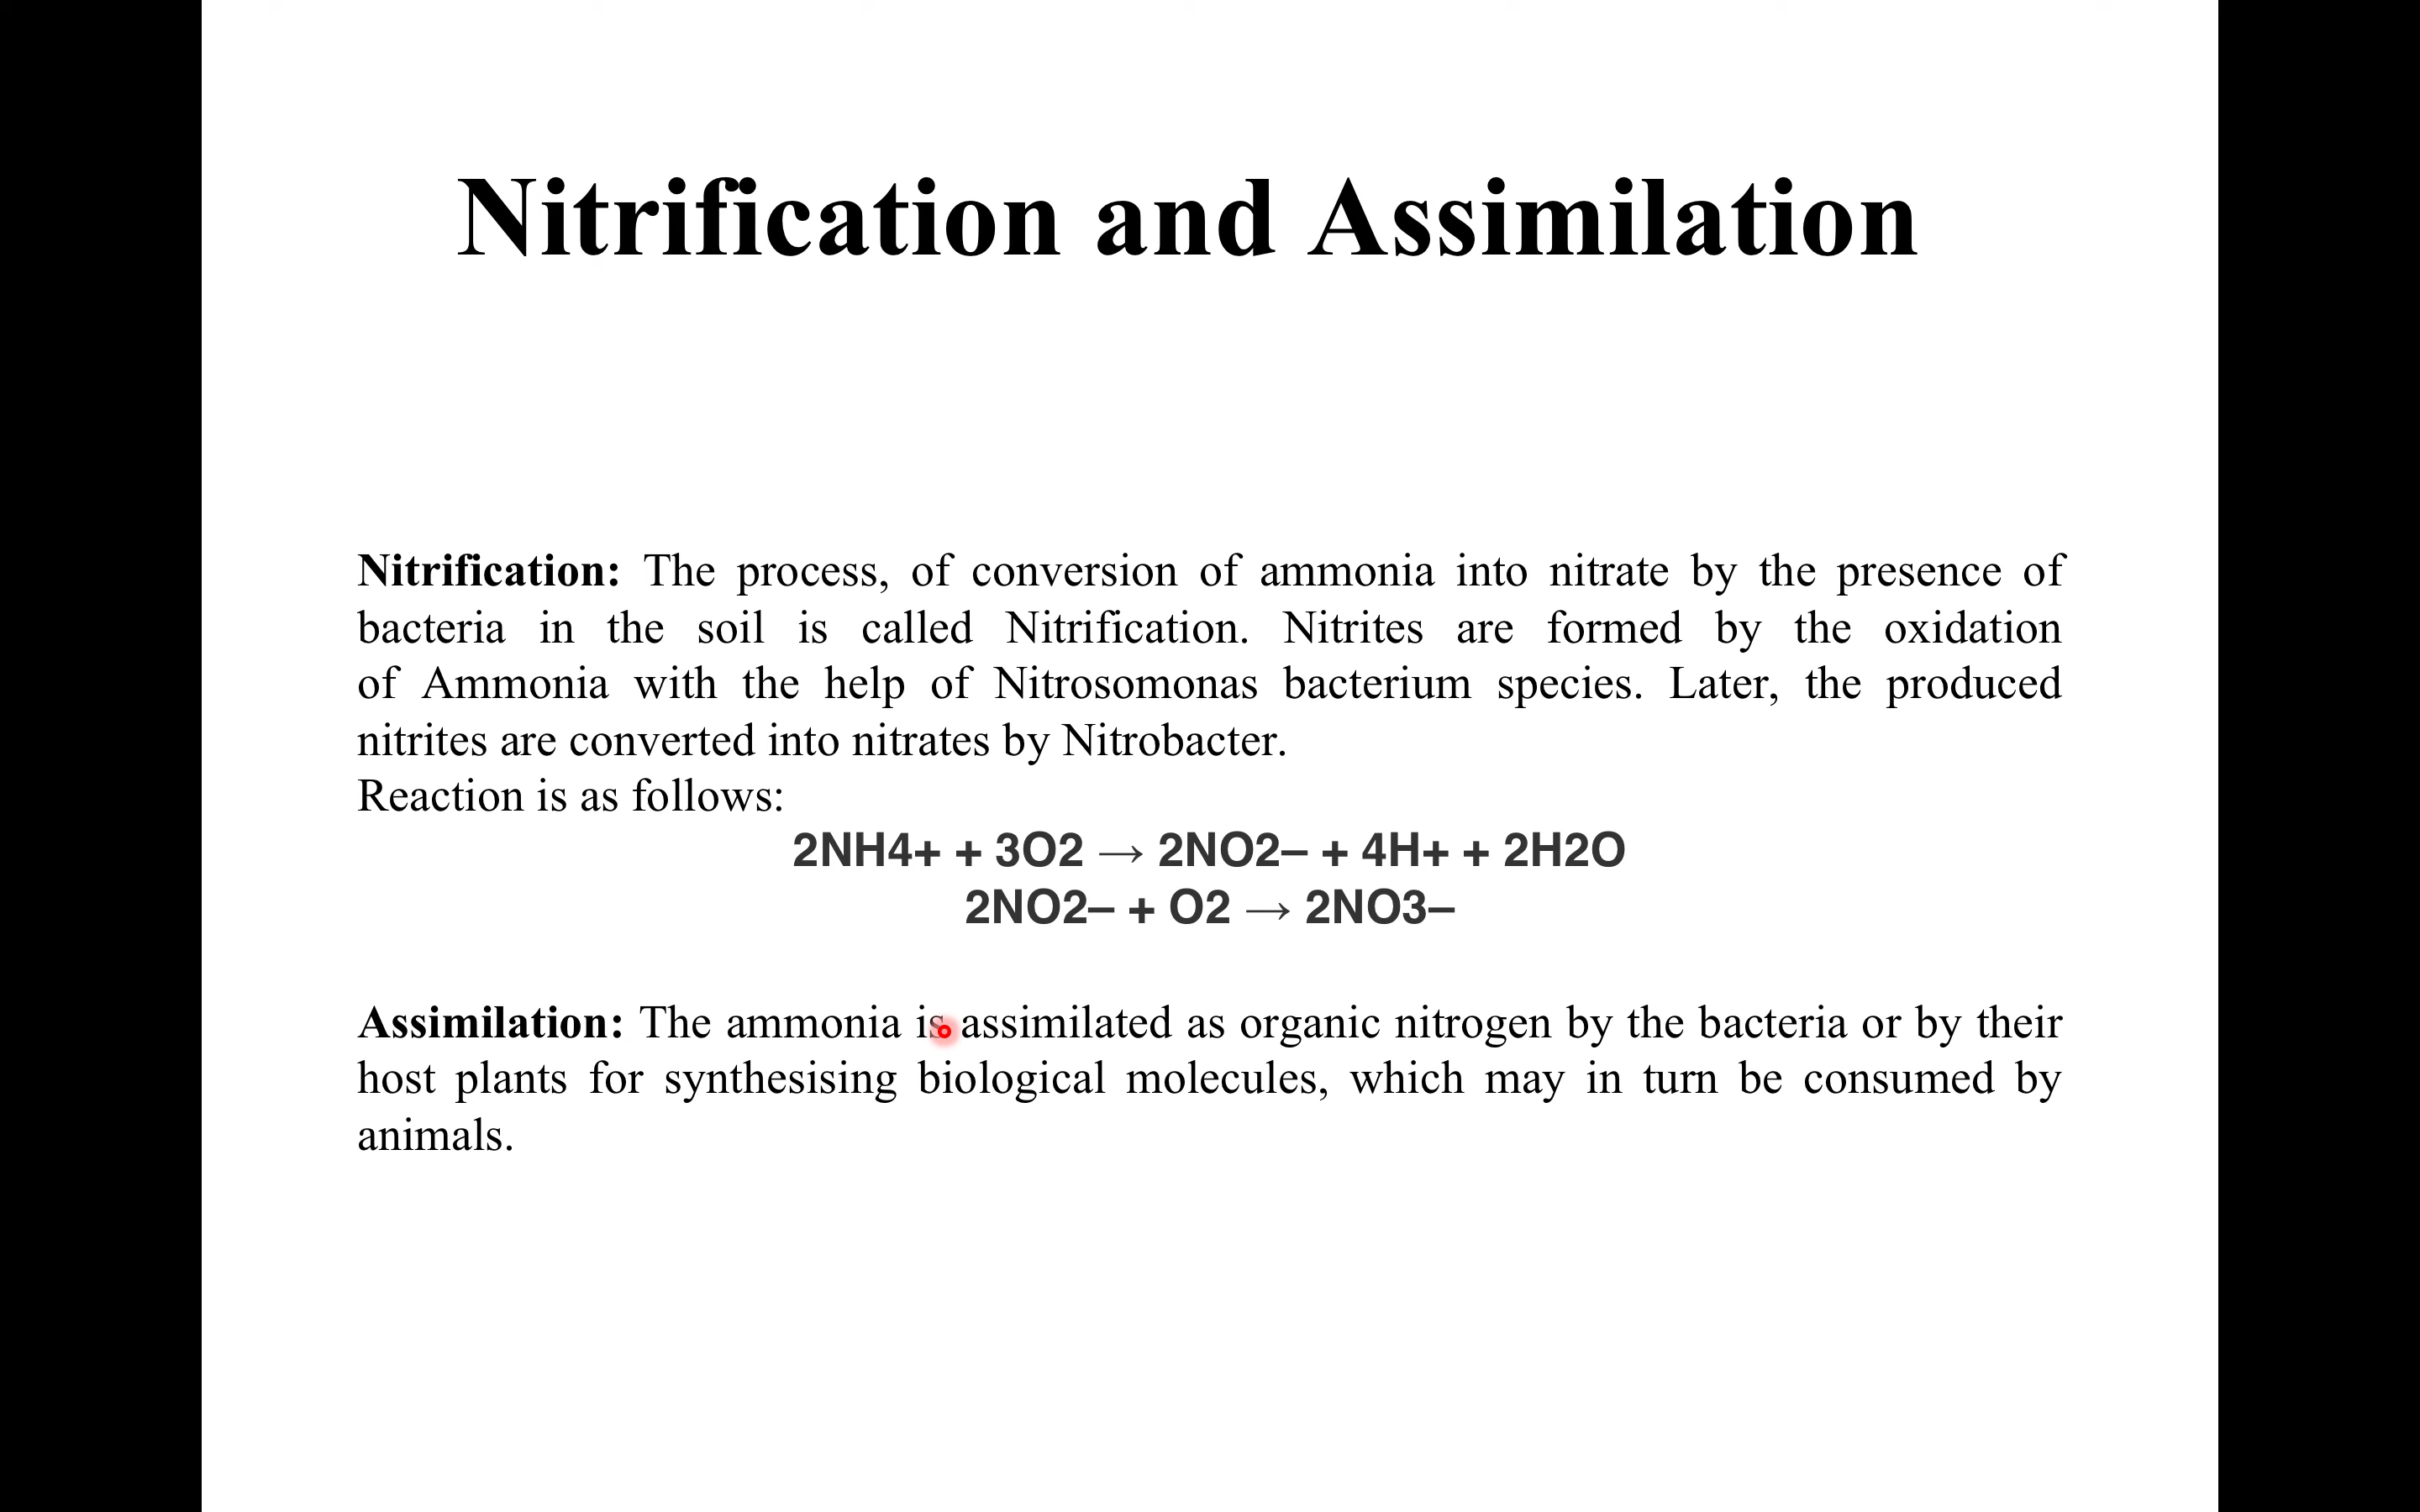 Nitrification and Assimilation
Nitrification: The process, of conversion of ammonia into nitrate by the presence of
bacteria in the soil is called Nitrification. Nitrites are formed by the oxidation
of Ammonia with the help of Nitrosomonas bacterium species. Later, the produced
nitrites are converted into nitrates by Nitrobacter.
Reaction is as follows:
2NH4+ + 3O2 → 2NO2– + 4H+ + 2H2O
2NO2– + O2 → 2NO3–
Assimilation: The ammonia is assimilated as organic nitrogen by the bacteria or by their
host plants for synthesising biological molecules, which may in turn be consumed by
animals.